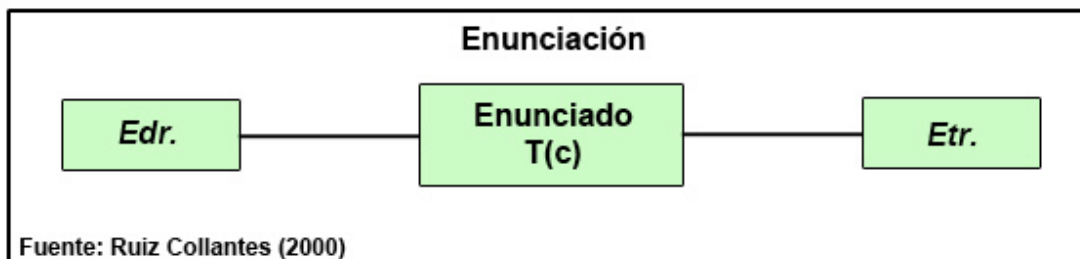 Enunciación
Edr.
Enunciado
T(c)
Etr.
Fuente: Ruiz Collantes (2000)